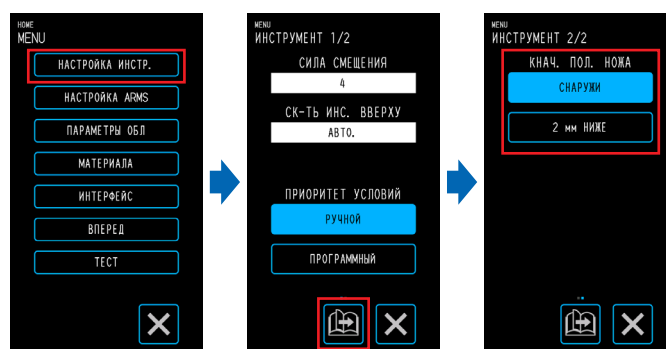 HOME
MENU
НАСТРОЙКА ИНСТР.
НАСТРОЙКА ARMS
ПАРАМЕТРЫ ОБЛ
МАТЕРИАЛА
ИНТЕРФЕЙС
ВПЕРЕД
ТЕСТ
MENU
ИНСТРУМЕНТ 1/2
СИЛА СМЕЩЕНИЯ
4
СК-ТЬ ИНС. ВВЕРХУ
АВТО.
ПРИОРИТЕТ УСЛОВИЙ
РУЧНОЙ
ПРОГРАММНЫЙ
MENU
ИНСТРУМЕНТ 2/2
КНАЧ. ПОЛ. НОЖА
СНАРУЖИ
2 мм НИЖЕ